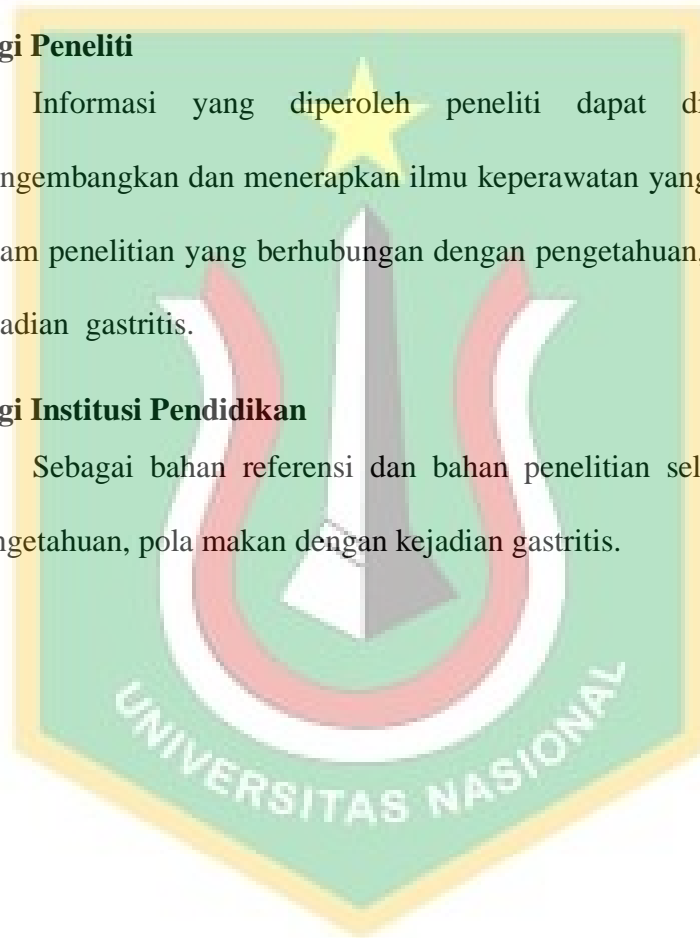 gi Peneliti
Informasi yang diperoleh peneliti dapat di
ngembangkan dan menerapkan ilmu keperawatan yang
am penelitian yang berhubungan dengan pengetahuan,
adian gastritis.
gi Institusi Pendidikan
Sebagai bahan referensi dan bahan penelitian sel
ngetahuan, pola makan dengan kejadian gastritis.
UNIVERSITAS NASIONAL